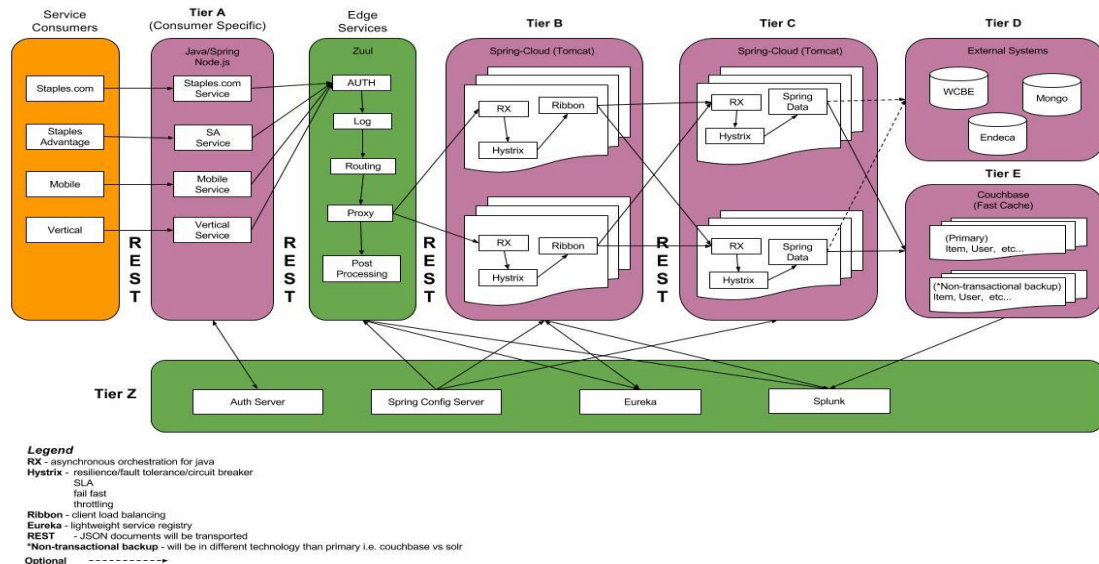 Service
Consumers
Tier A
(Consumer Specific)
Edge
Services
Tier B
Tier C
Tier D
Java/Spring
Node.js
Zuul
Spring-Cloud (Tomcat)
Spring-Cloud (Tomcat)
External Systems
Staples.com
Staples.com
Service
AUTH
RX
Ribbon
Hystrix
RX
Spring
Data
Hystrix
WCBE
Mongo
Endeca
Staples
Advantage
SA
Service
Log
Mobile
Mobile
Service
Routing
Vertical
Vertical
Service
Proxy
Post
Processing
RX
Ribbon
Hystrix
RX
Spring
Data
Hystrix
Tier E
Couchbase
(Fast Cache)
(Primary)
Item, User, etc...
(*Non-transactional backup)
Item, User, etc...
REST
REST
REST
REST
Tier Z
Auth Server
Spring Config Server
Eureka
Splunk
Legend
RX - asynchronous orchestration for java
Hystrix - resilience/fault tolerance/circuit breaker
SLA
fail fast
throttling
Ribbon - client load balancing
Eureka - lightweight service registry
REST - JSON documents will be transported
*Non-transactional backup - will be in different technology than primary i.e. couchbase vs solr
Optional